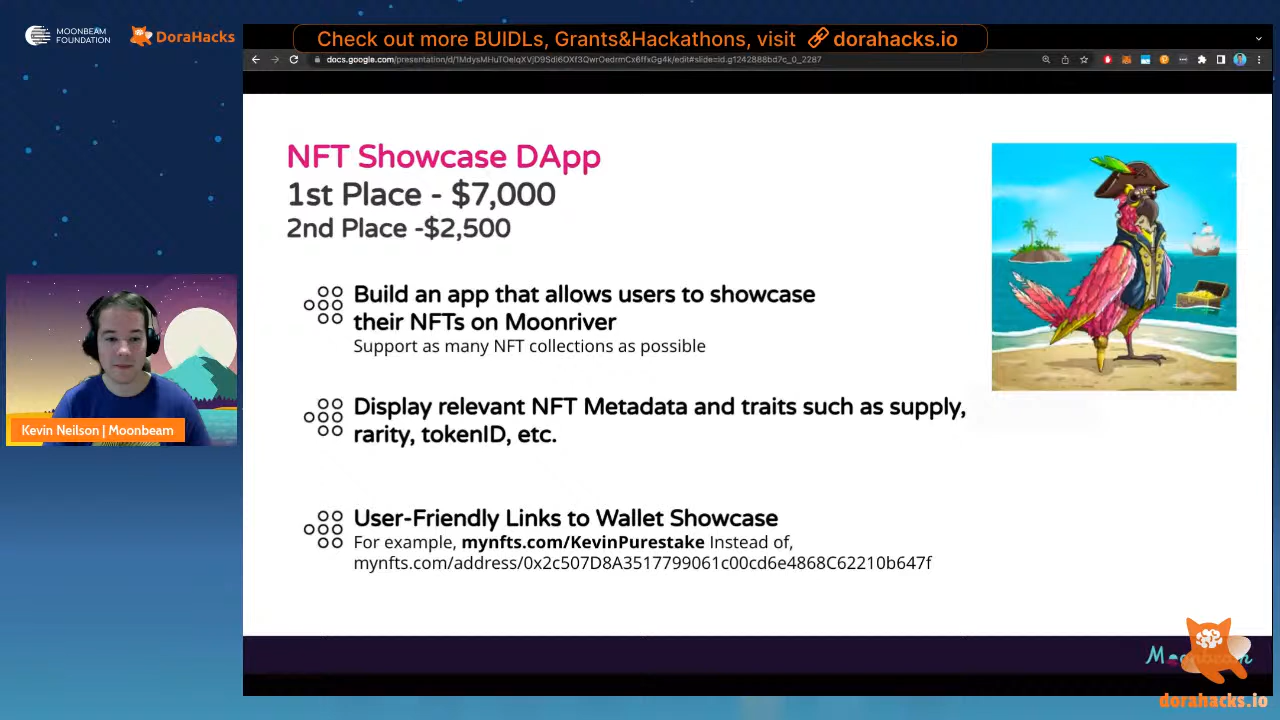 MOONBEAM
FOUNDATION
DoraHacks
Check out more BUIDLs, Grants&Hackathons, visit dorahacks.io
NFT Showcase DApp
1st Place - $7,000
2nd Place -$2,500
Build an app that allows users to showcase
their NFTs on Moonriver
Support as many NFT collections as possible
Display relevant NFT Metadata and traits such as supply,
rarity, tokenID, etc.
User-Friendly Links to Wallet Showcase
For example, mynfts.com/KevinPurestake Instead of,
mynfts.com/address/0x2c507D8A3517799061c00cd6e4868C62210b647f
Kevin Neilson | Moonbeam
Moonbeam
dorahacks.io